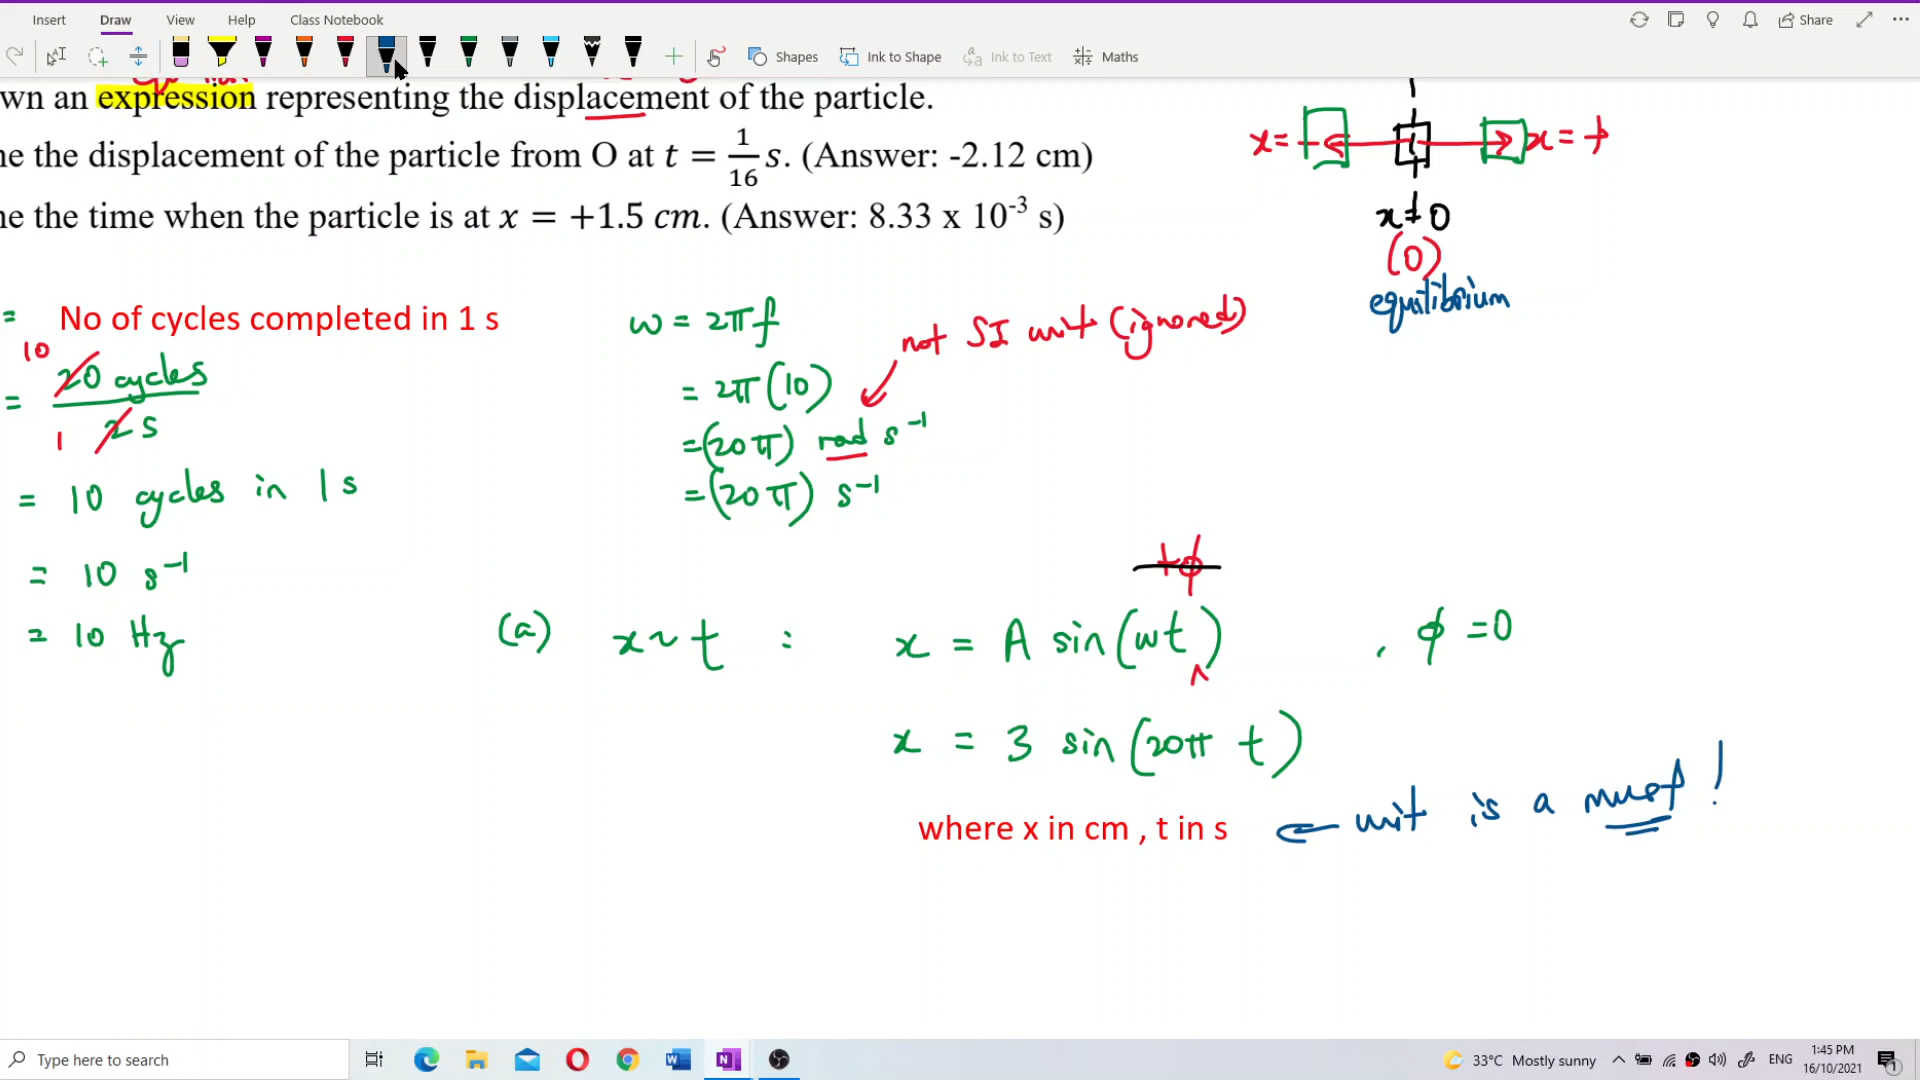 Insert Draw View Help Class Notebook Share
Shapes Ink to Shape Ink to Text Maths
wn an expression representing the displacement of the particle.
ne the displacement of the particle from O at t = 1/16 s. (Answer: -2.12 cm)
ne the time when the particle is at x = +1.5 cm. (Answer: 8.33 x 10⁻³ s)
x= - x = +
x = 0
(O)
equilibrium
= No of cycles completed in 1 s
10
= 20 cycles
1 2 s
= 10 cycles in 1 s
= 10 s⁻¹
= 10 Hz
ω = 2πf
= 2π(10)
= (20π) rad s⁻¹
= (20π) s⁻¹
not SI unit (ignored)
+ϕ
(a) x ~ t : x = A sin(ωt) , ϕ = 0
x = 3 sin(20π t)
where x in cm , t in s ← unit is a must!
Type here to search
33°C Mostly sunny ENG 1:45 PM
16/10/2021
1